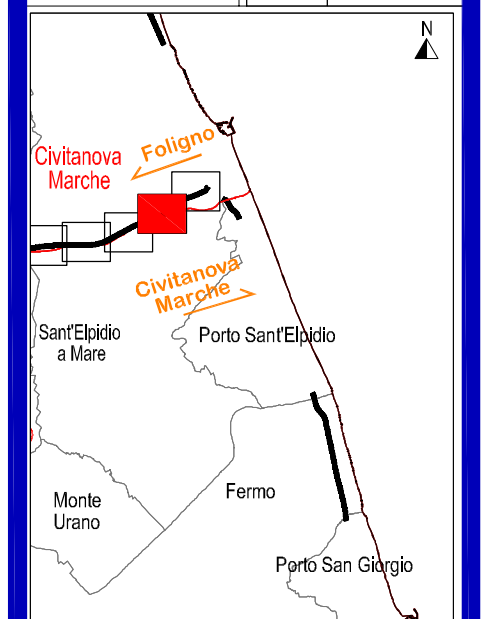 N
Foligno
Civitanova
Marche
Civitanova
Marche
Sant'Elpidio
a Mare
Porto Sant'Elpidio
Monte
Urano
Fermo
Porto San Giorgio